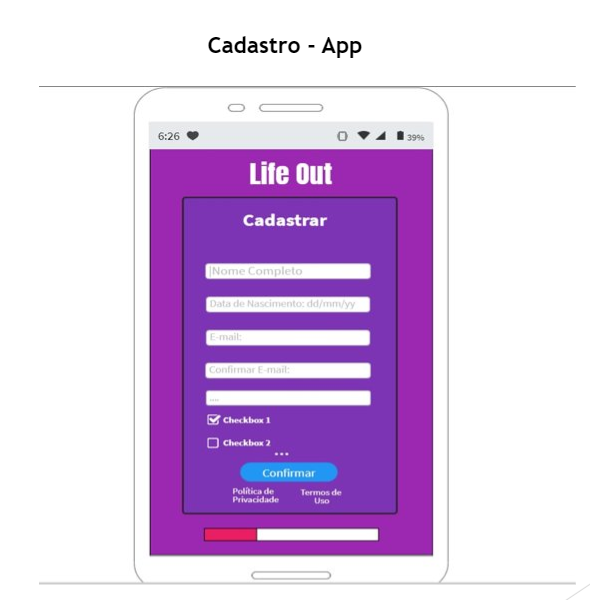 Cadastro - App
6:26
39%
Life Out
Cadastrar
Nome Completo
Data de Nascimento: dd/mm/yy
E-mail:
Confirmar E-mail:
....
Checkbox 1
Checkbox 2
...
Confirmar
Política de
Privacidade
Termos de
Uso